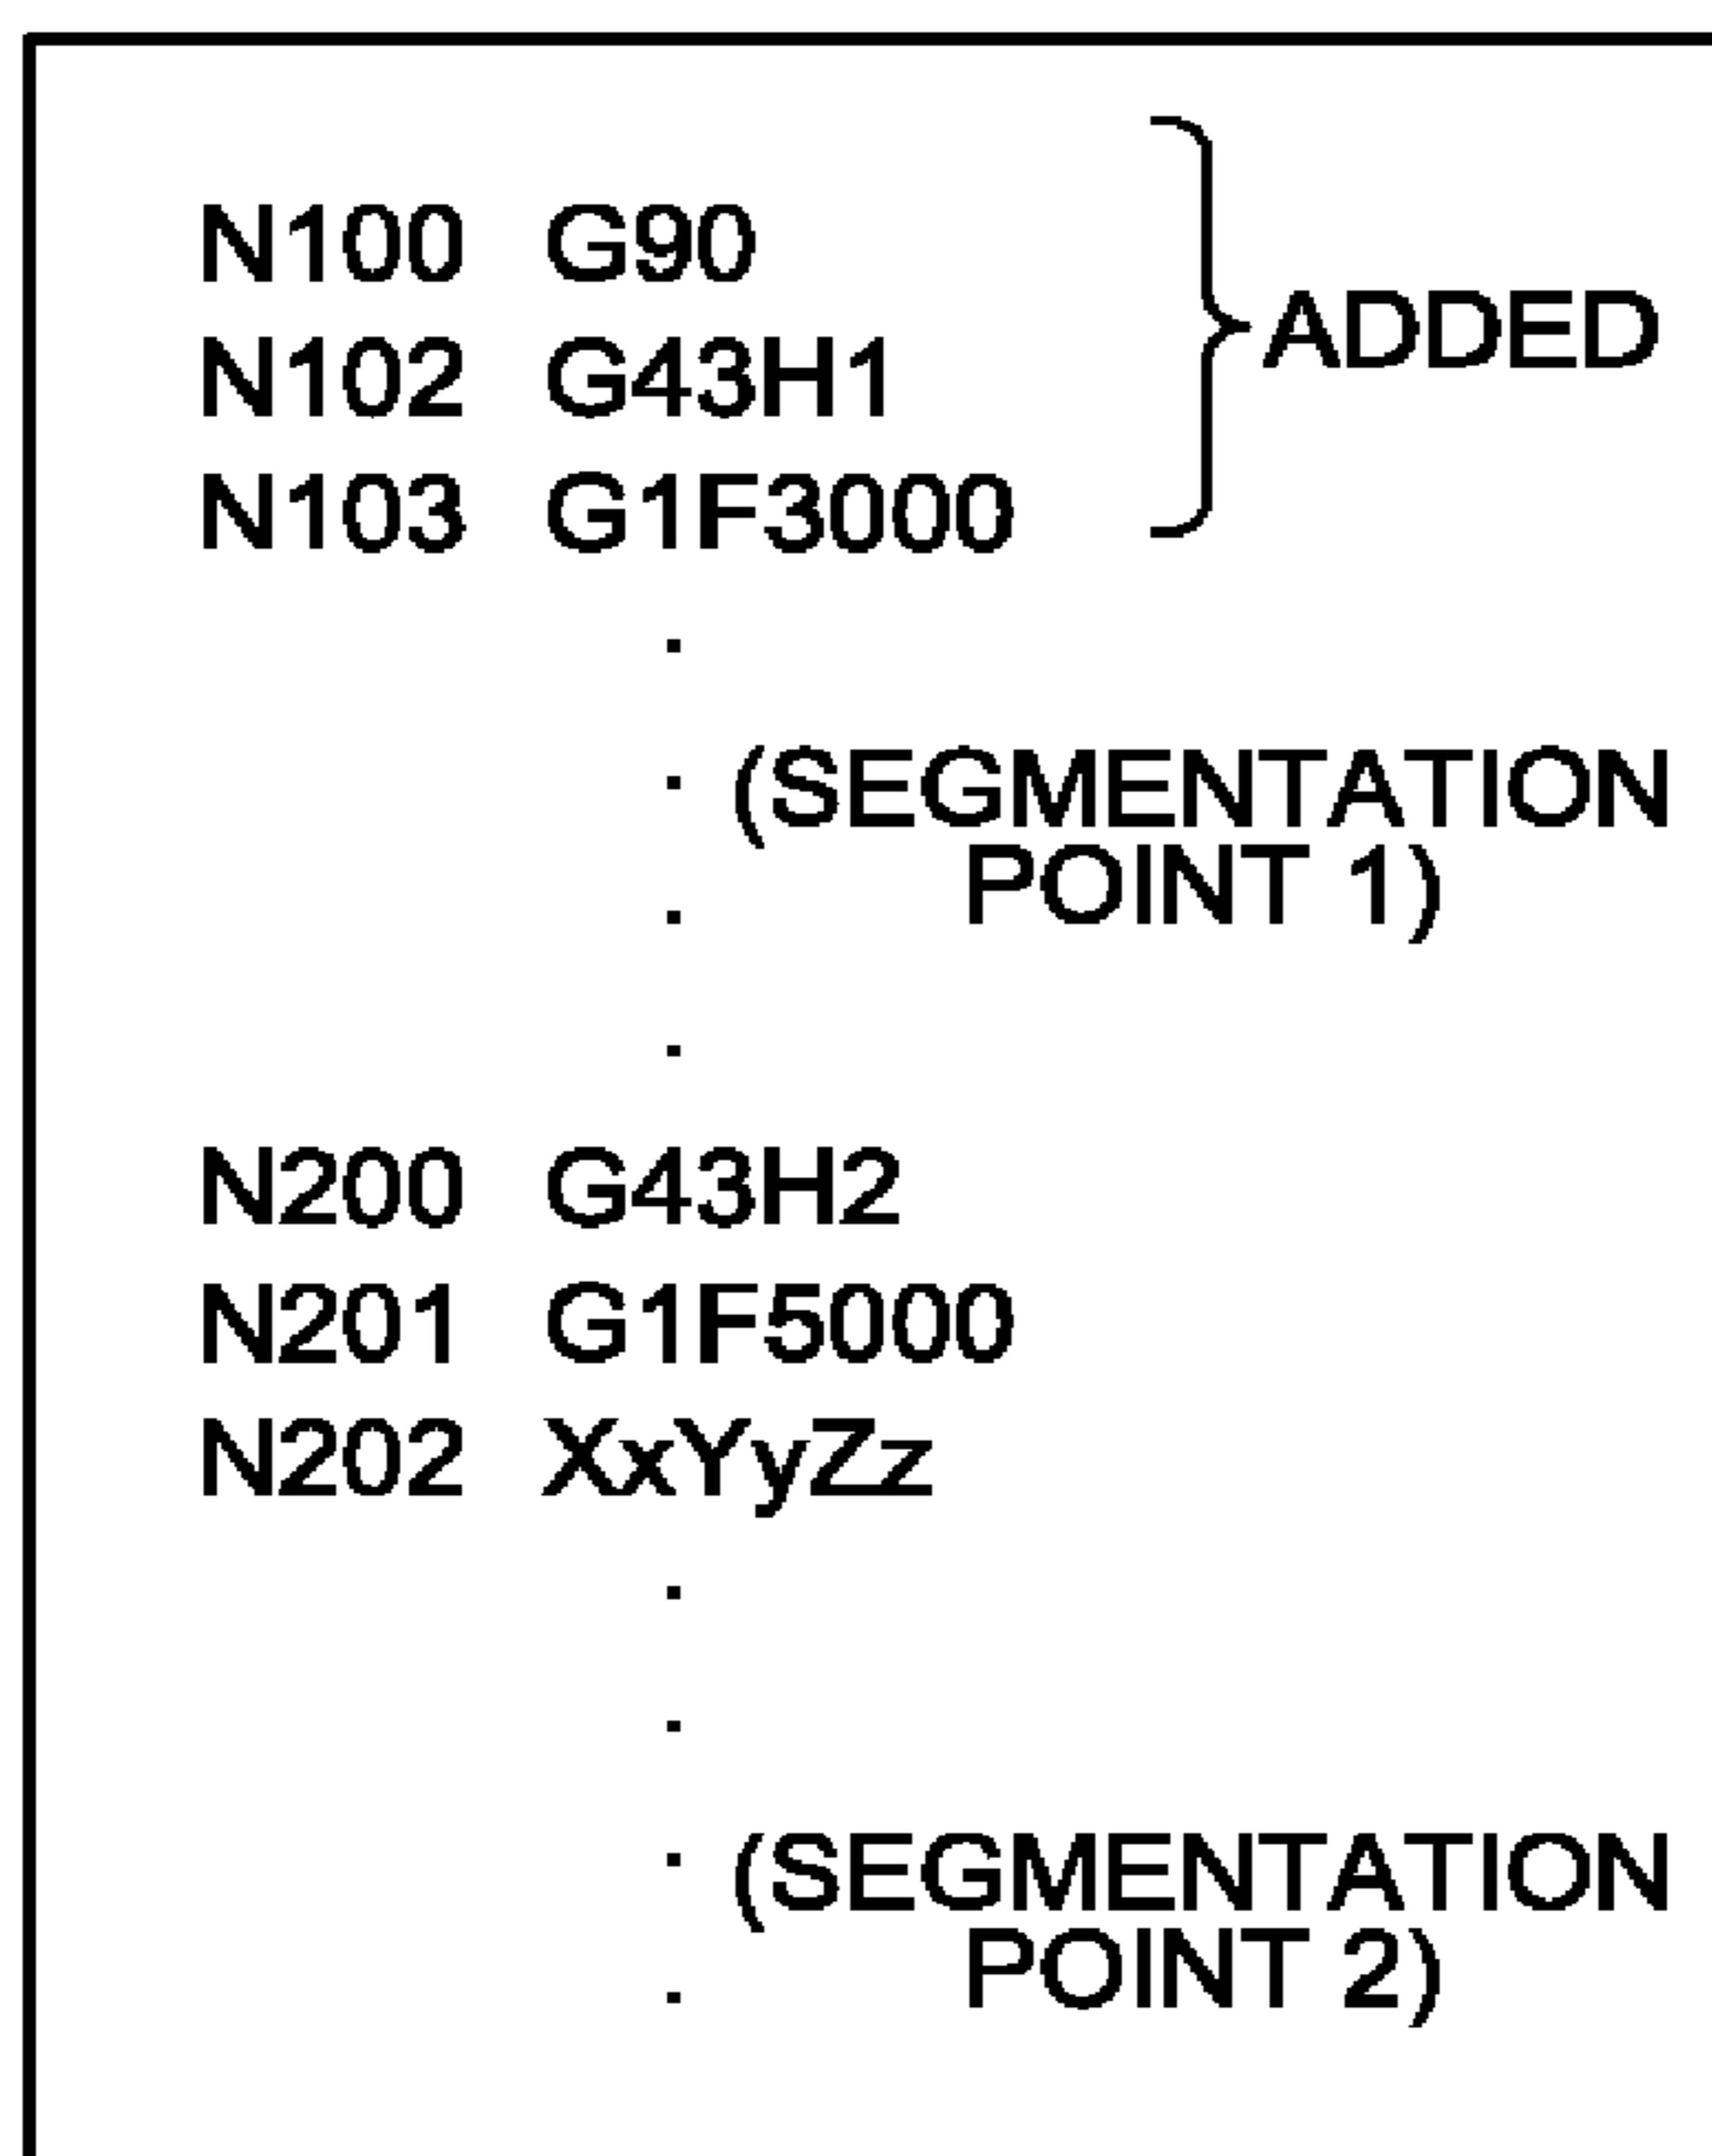 N100 G90
ADDED
N102 G43H1
N103 G1F3000
.
. (SEGMENTATION
. POINT 1)
.
N200 G43H2
N201 G1F5000
N202 XxYyZz
.
.
. (SEGMENTATION
. POINT 2)